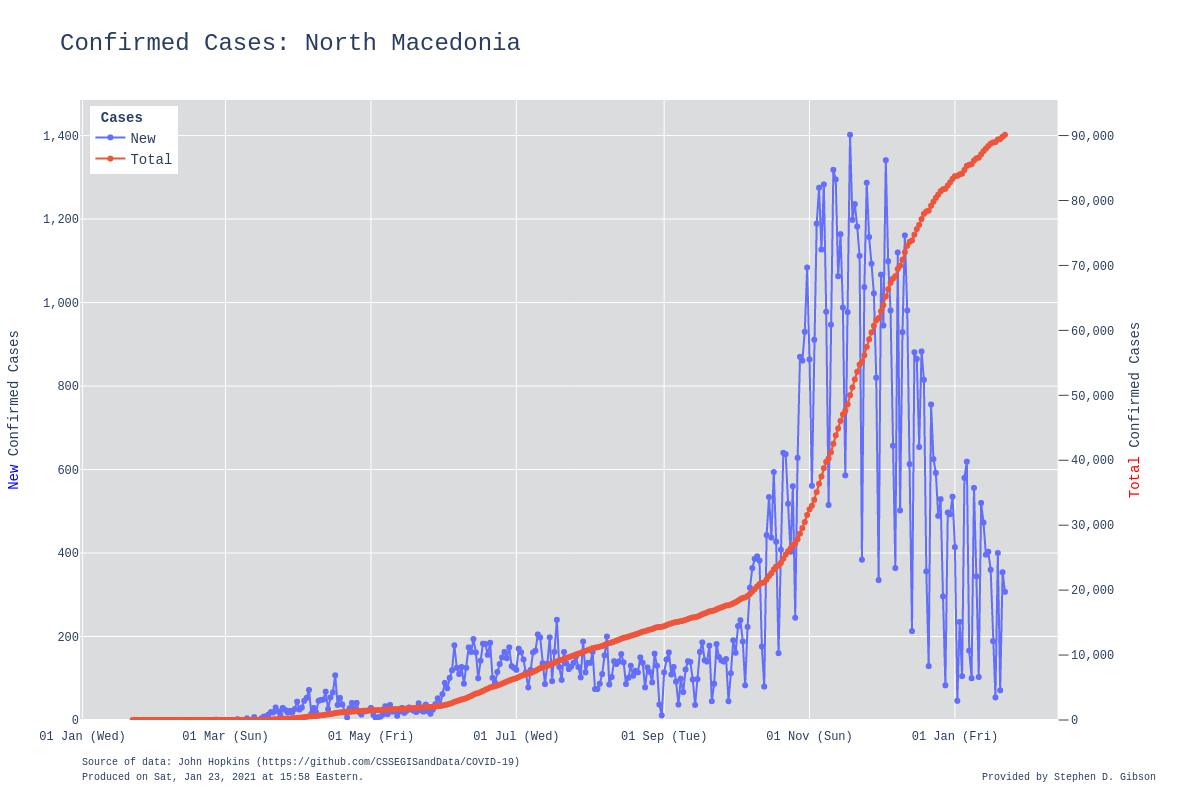 Confirmed Cases: North Macedonia
Cases
New
Total
1,400
1,200
1,000
800
600
400
200
0
New Confirmed Cases
90,000
80,000
70,000
60,000
50,000
40,000
30,000
20,000
10,000
0
Total Confirmed Cases
01 Jan (Wed) 01 Mar (Sun) 01 May (Fri) 01 Jul (Wed) 01 Sep (Tue) 01 Nov (Sun) 01 Jan (Fri)
Source of data: John Hopkins (https://github.com/CSSEGISandData/COVID-19)
Produced on Sat, Jan 23, 2021 at 15:58 Eastern.
Provided by Stephen D. Gibson